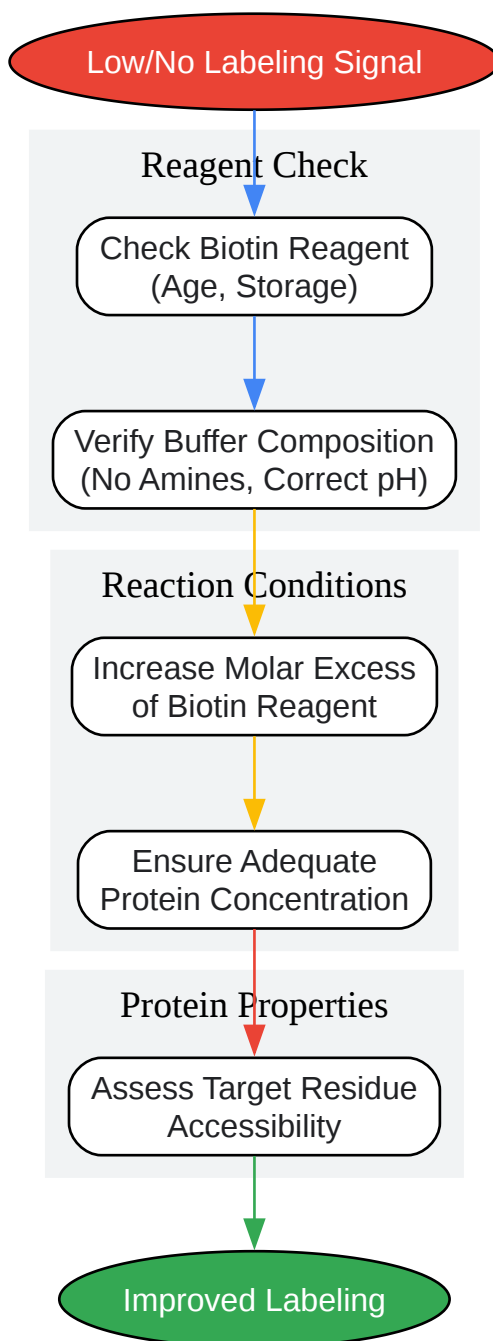 Low/No Labeling Signal
Reagent Check
Check Biotin Reagent
(Age, Storage)
Verify Buffer Composition
(No Amines, Correct pH)
Reaction Conditions
Increase Molar Excess
of Biotin Reagent
Ensure Adequate
Protein Concentration
Protein Properties
Assess Target Residue
Accessibility
Improved Labeling